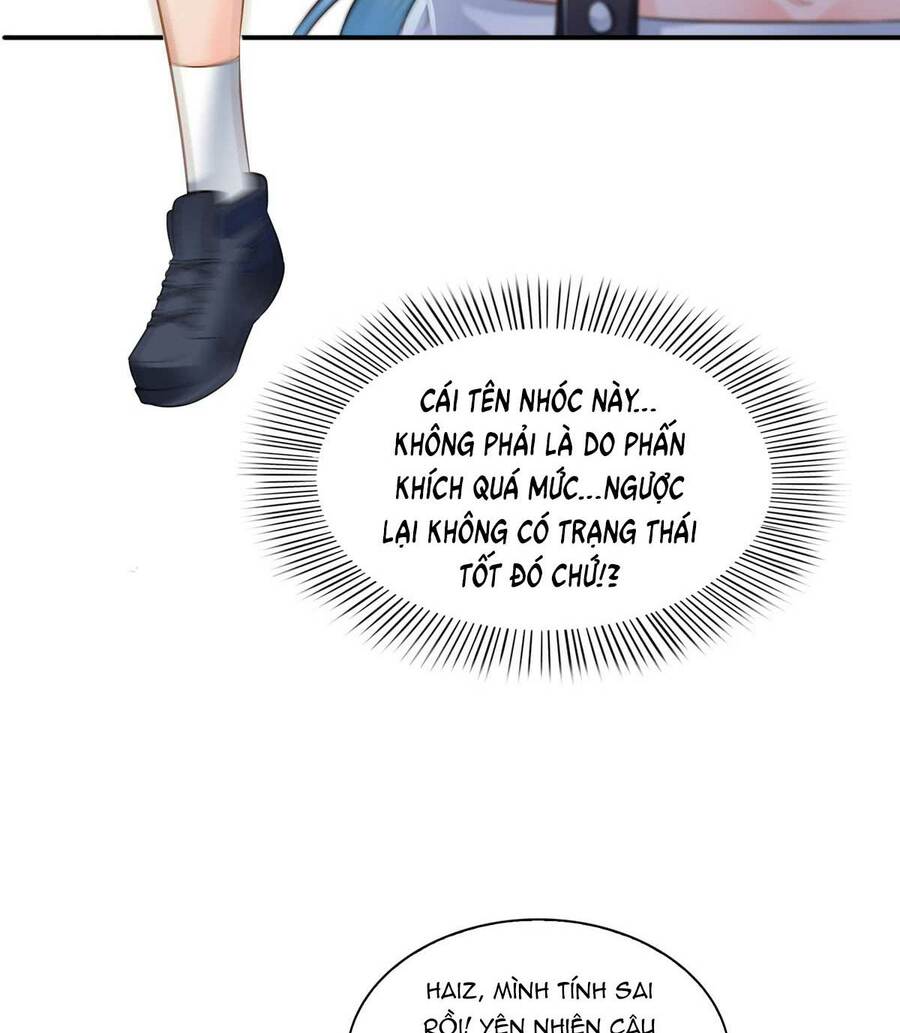 CÁI TÊN NHÓC NÀY...
KHÔNG PHẢI LÀ DO PHẤN
KHÍCH QUÁ MỨC...NGƯỢC
LẠI KHÔNG CÓ TRẠNG THÁI
TỐT ĐÓ CHỨ!?
HAIZ, MÌNH TÍNH SAI
RỒI! YÊN NHIÊN CÂU